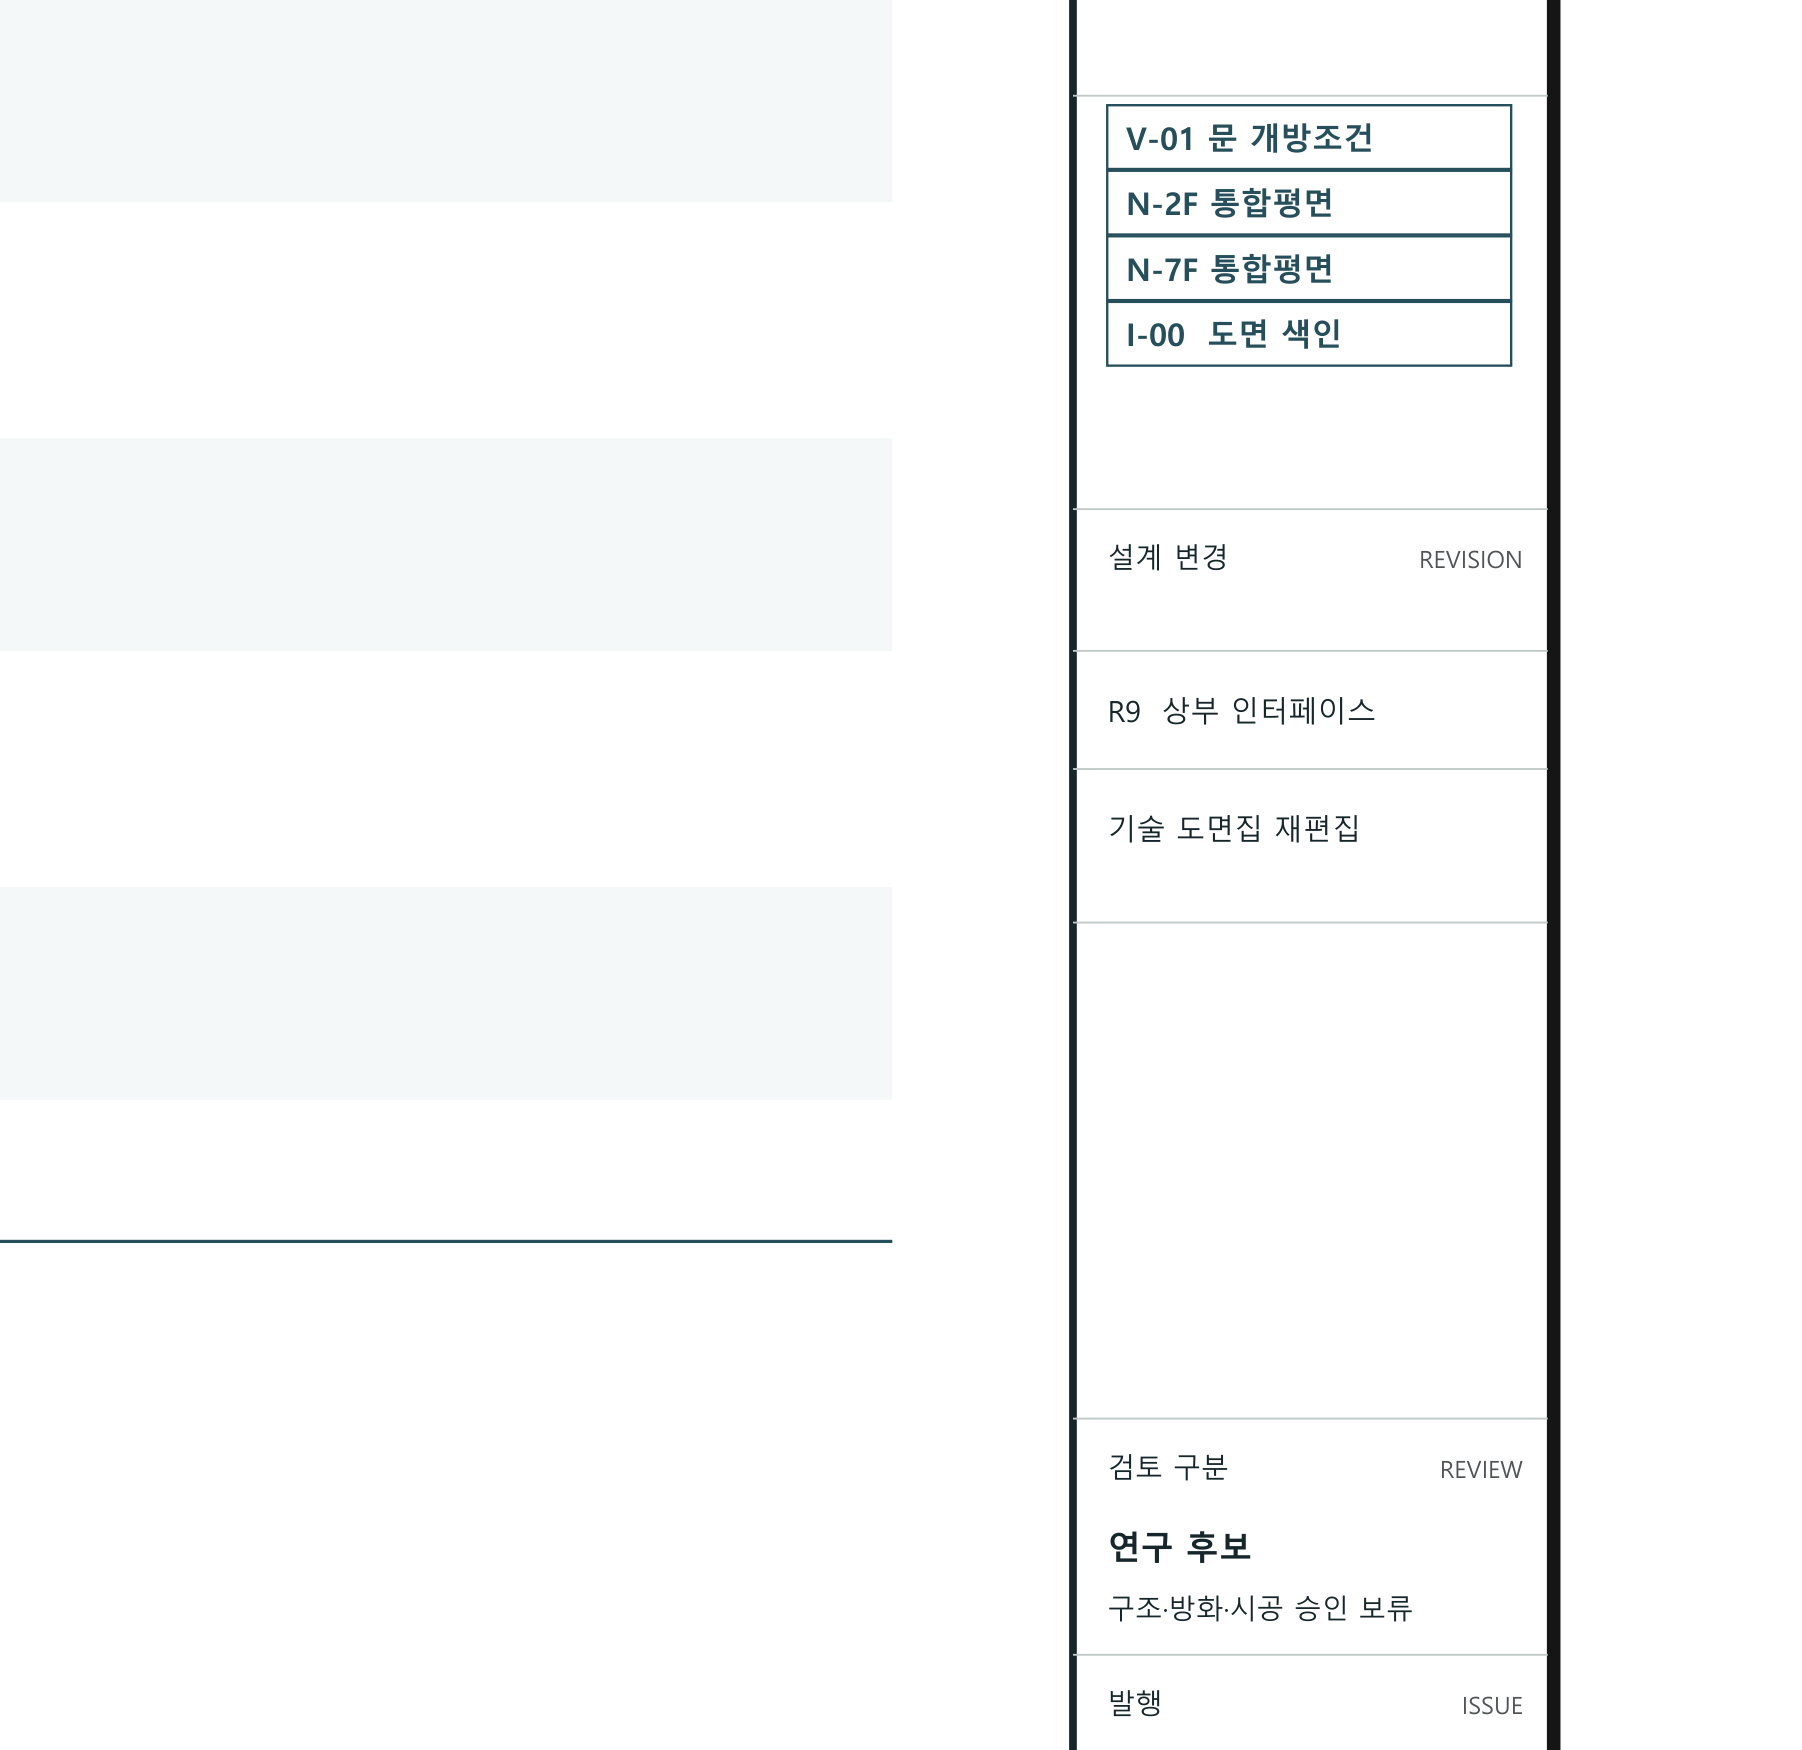 V-01 문 개방조건
N-2F 통합평면
N-7F 통합평면
I-00 도면 색인
설계 변경 REVISION
R9 상부 인터페이스
기술 도면집 재편집
검토 구분 REVIEW
연구 후보
구조·방화·시공 승인 보류
발행 ISSUE